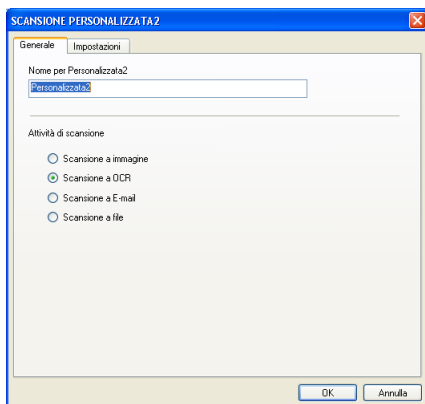 SCANSIONE PERSONALIZZATA2
Generale Impostazioni
Nome per Personalizzata2
Personalizzata2
Attività di scansione
Scansione a immagine
Scansione a OCR
Scansione a E-mail
Scansione a file
OK Annulla